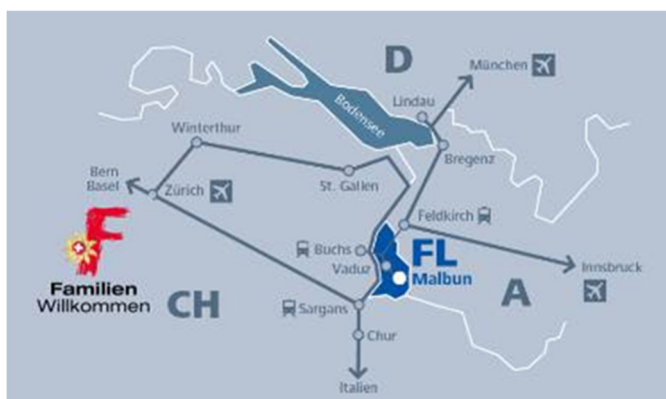 D
München
Lindau
Bodensee
Winterthur
Bregenz
Bern
Basel
Zürich
St. Gallen
Feldkirch
F
Buchs
FL
Vaduz
Malbun
Innsbruck
Familien
Willkommen
CH
A
Sargans
Chur
Italien